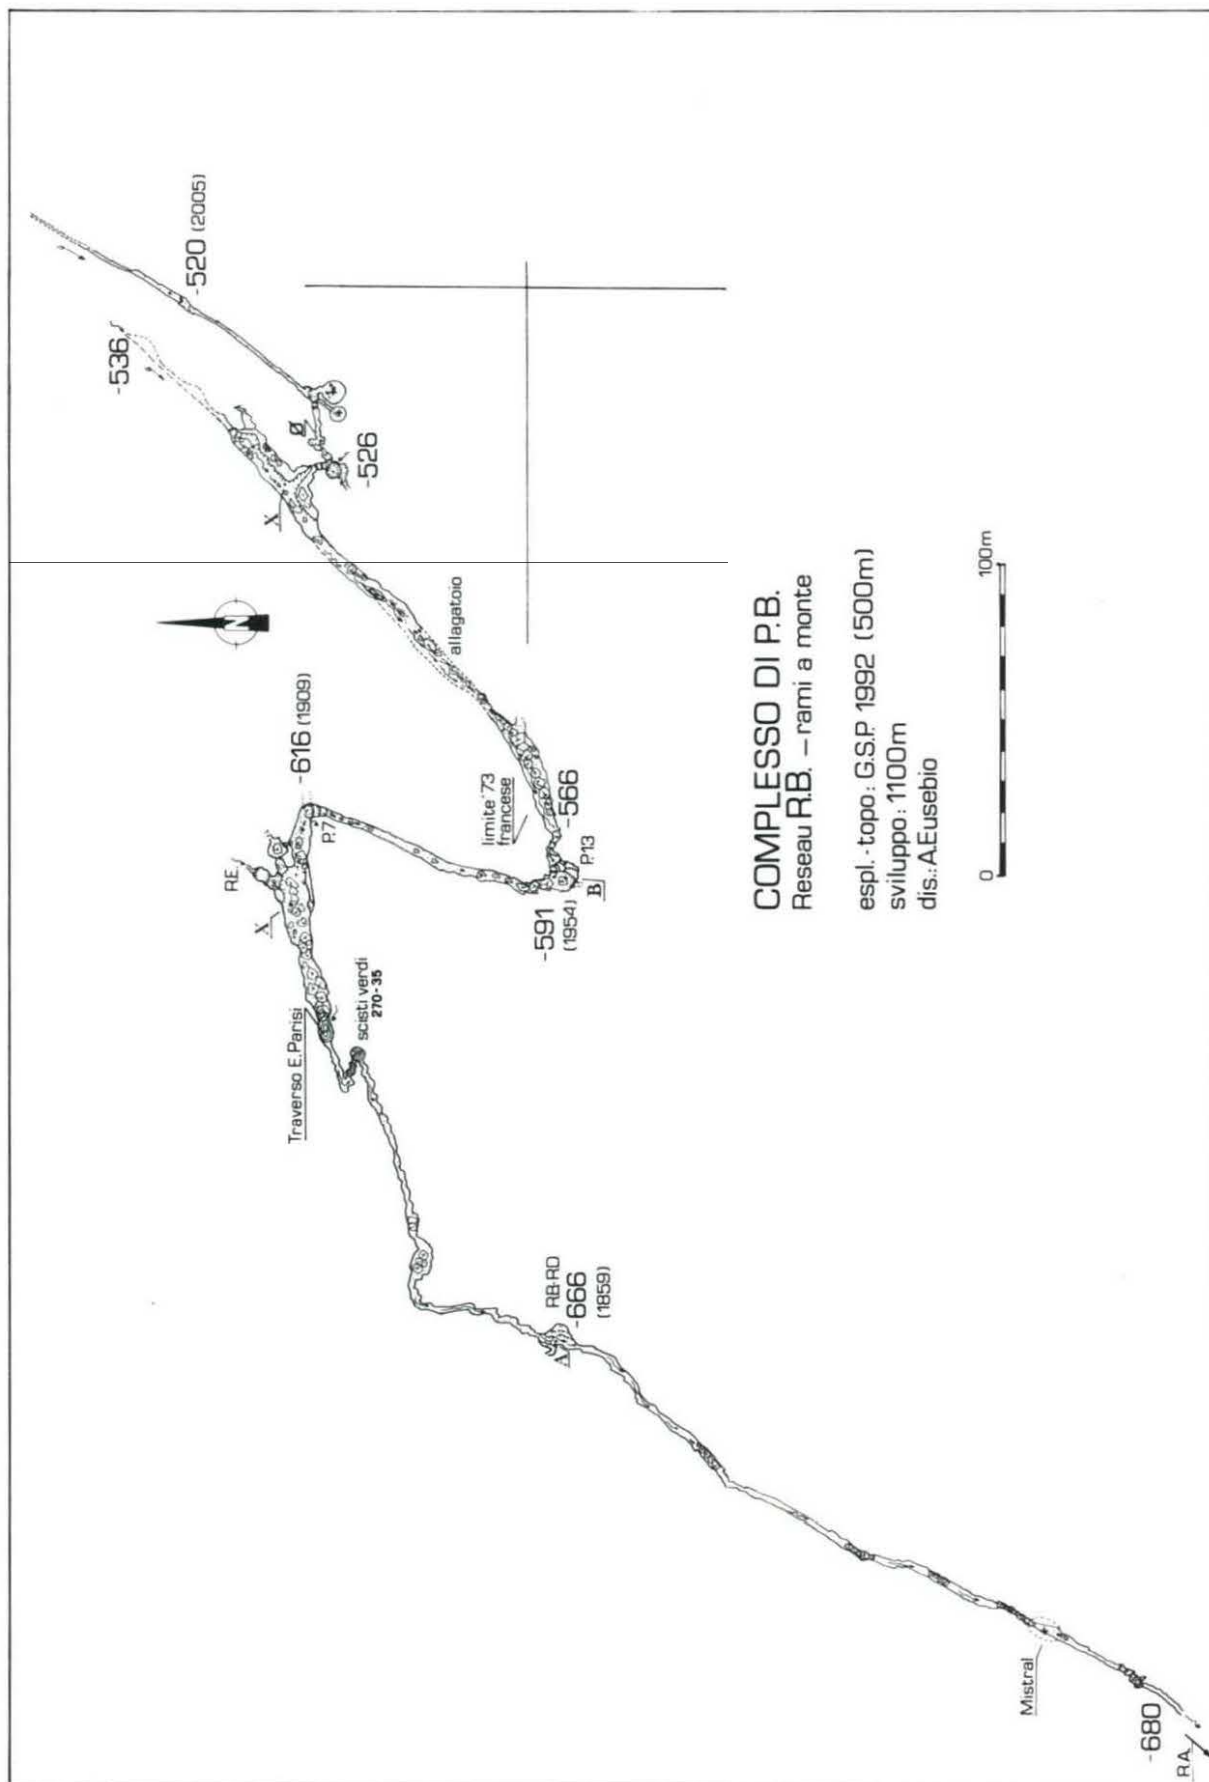 -520 (2005)
-536
Ø
4
-526
X
allagatoio
N
-616 (1909)
P.7
R.E.
X
limite '73
francese
-566
P.13
B
-591
(1954)
Traverso E.Parisi
scisti verdi
270-35
RB-RD
-666
(1859)
A
Mistral
-680
R.A.
COMPLESSO DI P.B.
Reseau R.B. – rami a monte
espl.-topo: G.S.P. 1992 (500m)
sviluppo: 1100m
dis.: A.Eusebio
0
100m